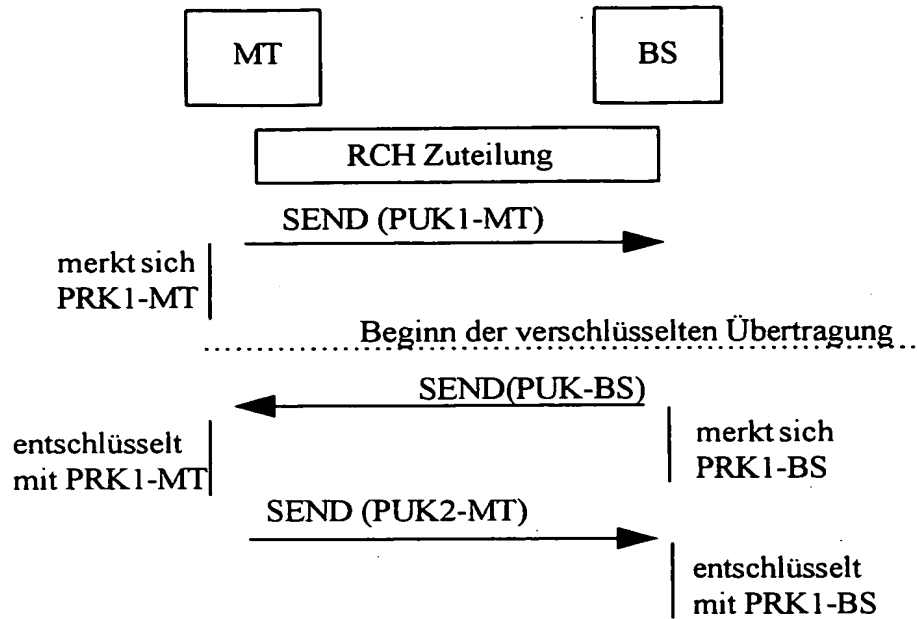 MT
BS
RCH Zuteilung
SEND (PUK1-MT)
merkt sich
PRK1-MT
Beginn der verschlüsselten Übertragung
SEND(PUK-BS)
entschlüsselt
mit PRK1-MT
merkt sich
PRK1-BS
SEND (PUK2-MT)
entschlüsselt
mit PRK1-BS